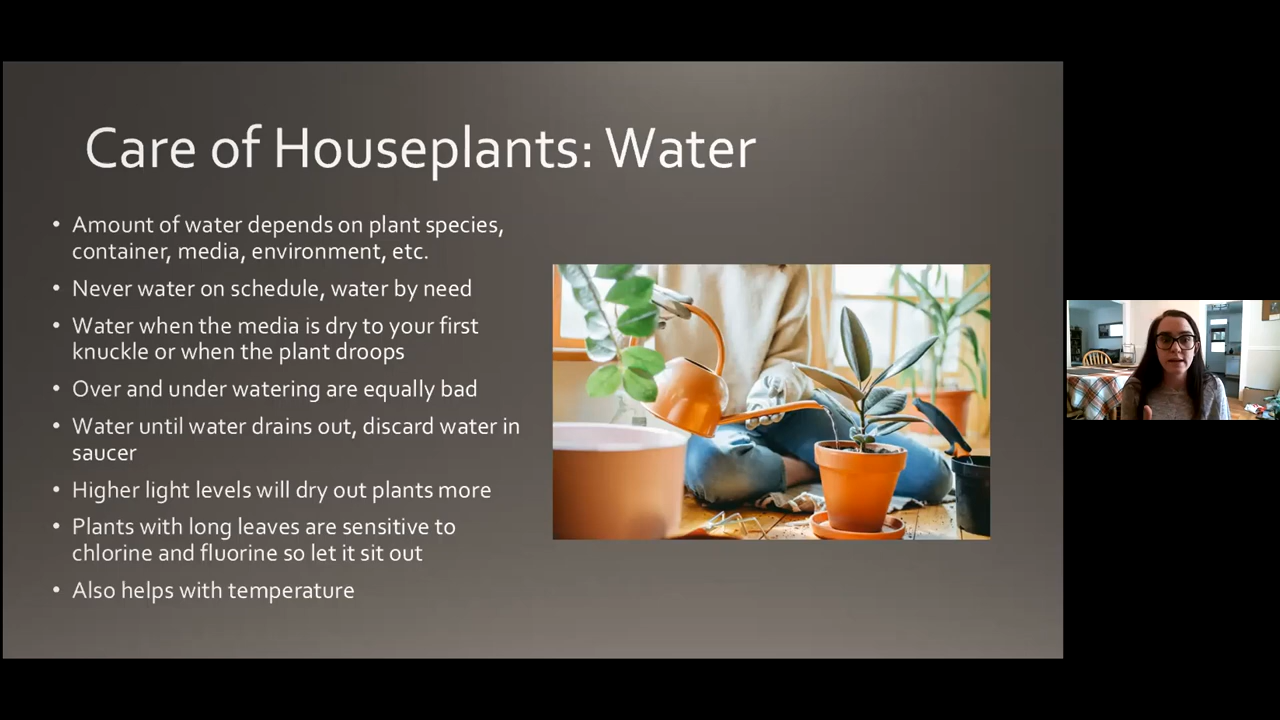 Care of Houseplants: Water
• Amount of water depends on plant species,
container, media, environment, etc.
• Never water on schedule, water by need
• Water when the media is dry to your first
knuckle or when the plant droops
• Over and under watering are equally bad
• Water until water drains out, discard water in
saucer
• Higher light levels will dry out plants more
• Plants with long leaves are sensitive to
chlorine and fluorine so let it sit out
• Also helps with temperature